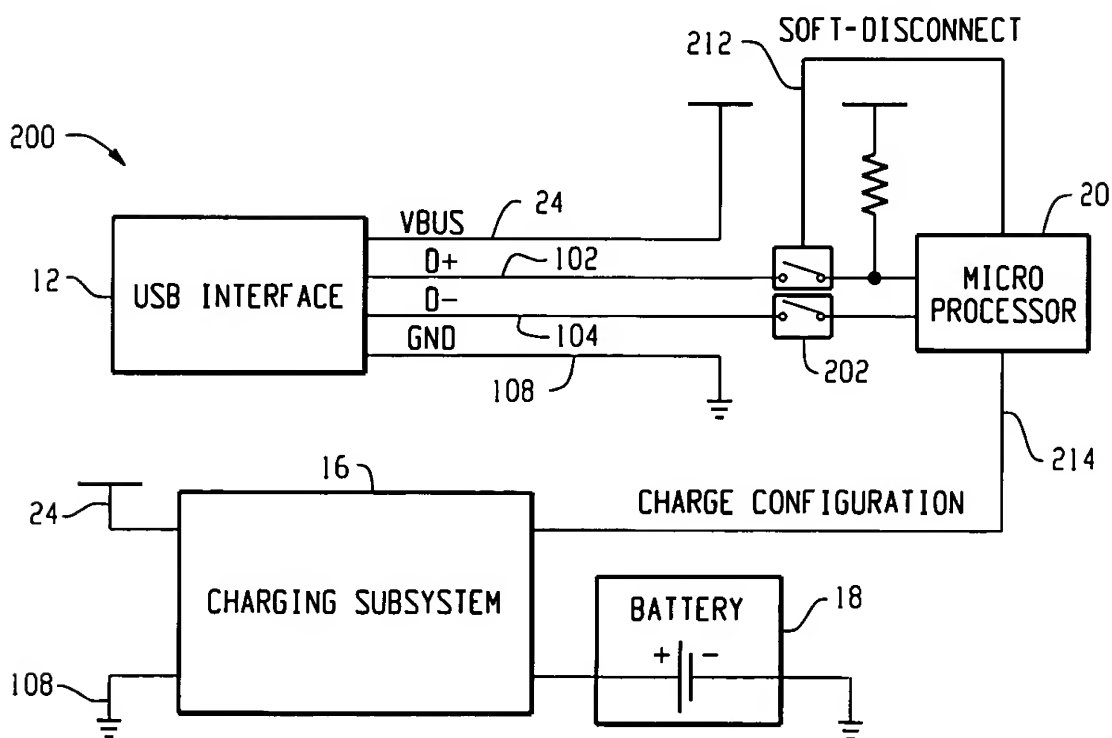 SOFT-DISCONNECT
212
200
24
VBUS
20
D+
102
12
USB INTERFACE
MICRO
PROCESSOR
D-
104
GND
202
108
214
16
24
CHARGE CONFIGURATION
CHARGING SUBSYSTEM
BATTERY
18
+ -
108